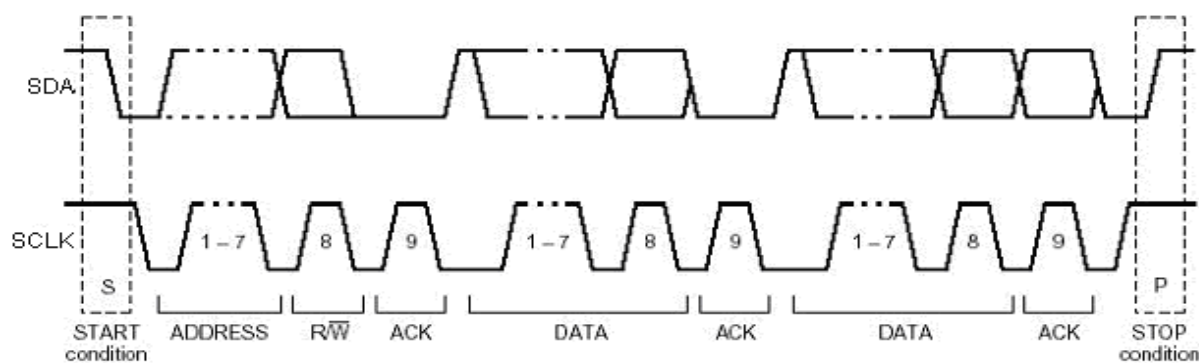 SDA
SCLK
1 – 7 8 9 1 – 7 8 9 1 – 7 8 9
S P
START condition ADDRESS R/W̅ ACK DATA ACK DATA ACK STOP condition